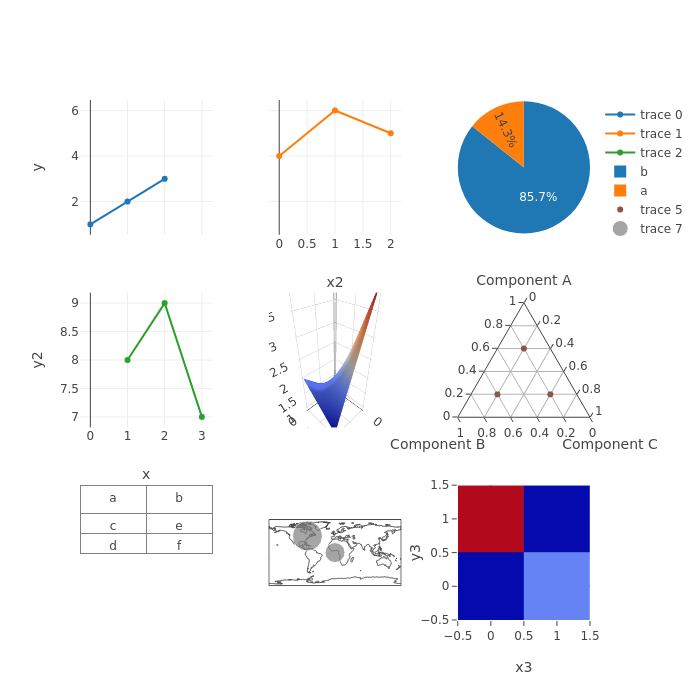 6
4
2
y
0
0.5
1
1.5
2
x2
14.3%
85.7%
trace 0
trace 1
trace 2
b
a
trace 5
trace 7
9
8.5
8
7.5
7
y2
0
1
2
3
x
3
2.5
2
1.5
0
0
Component A
1
0.8
0.6
0.4
0.2
0
0
0.2
0.4
0.6
0.8
1
1 0.8 0.6 0.4 0.2 0
Component B
Component C
a b
c e
d f
1.5
1
0.5
0
−0.5
y3
−0.5 0 0.5 1 1.5
x3